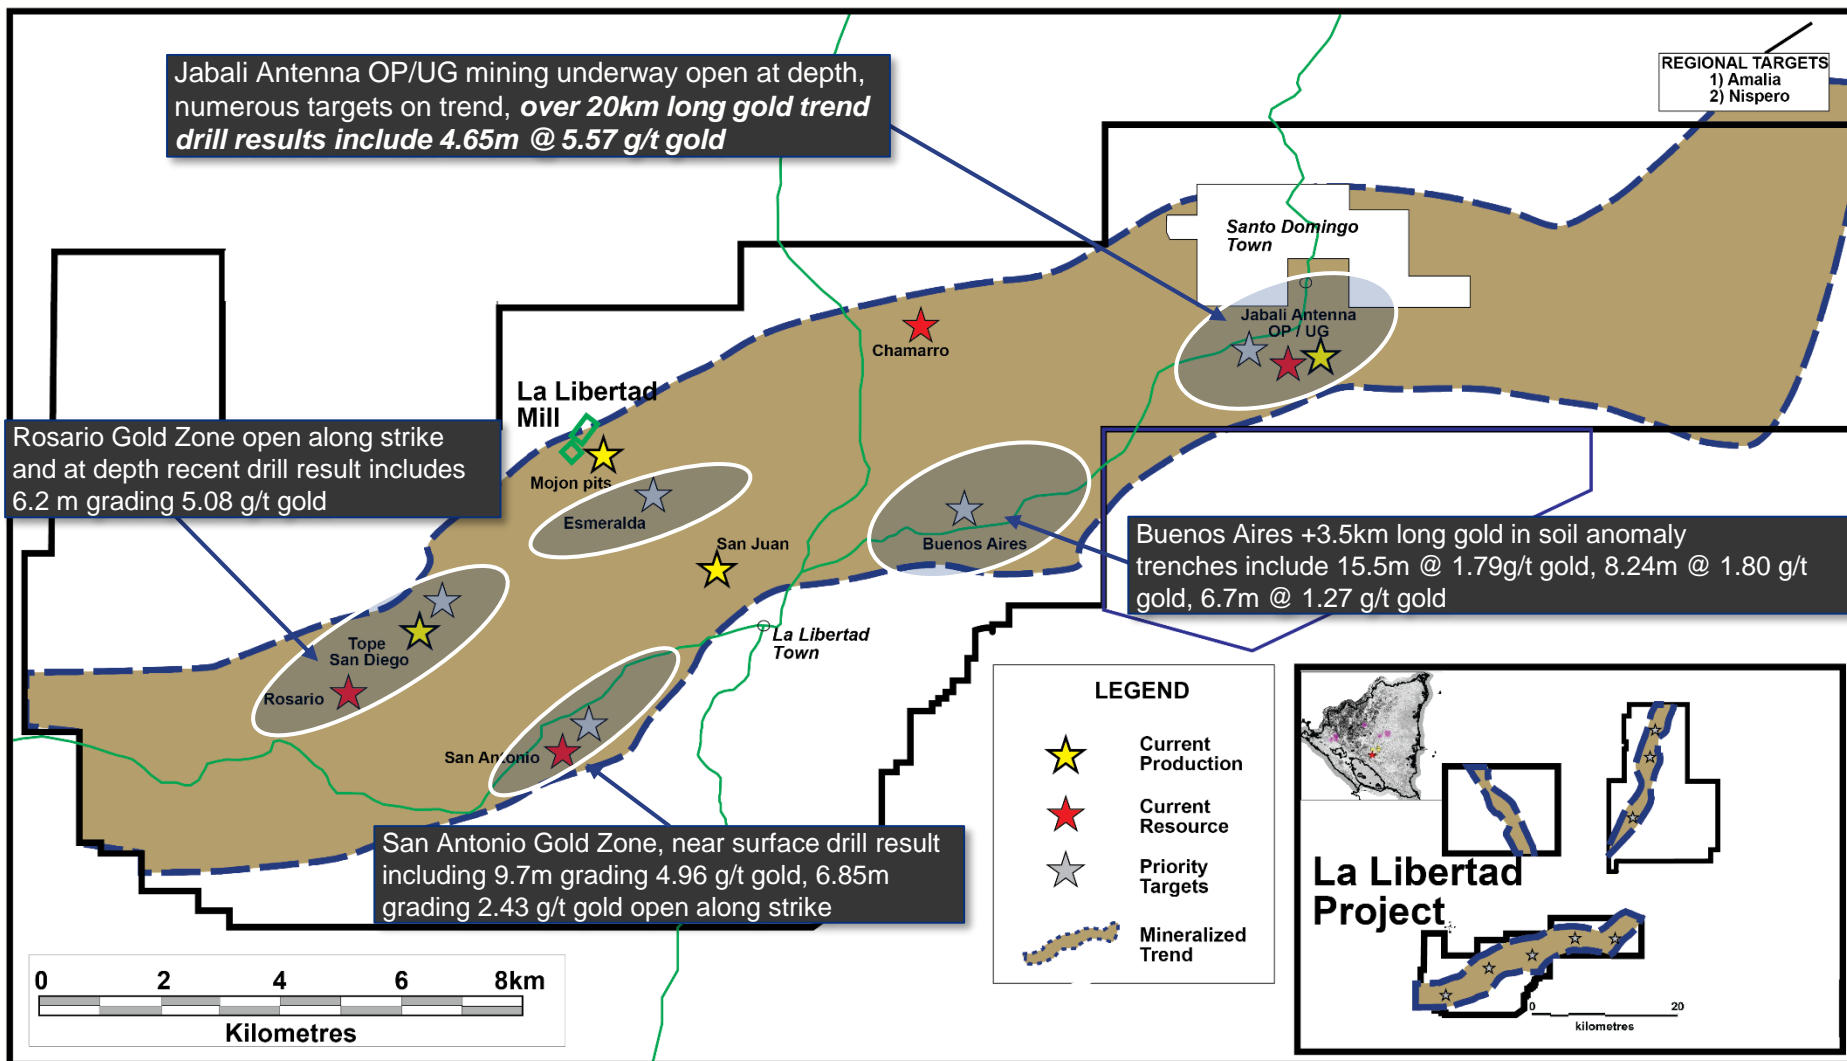 Jabali Antenna OP/UG mining underway open at depth,
numerous targets on trend, over 20km long gold trend
drill results include 4.65m @ 5.57 g/t gold
REGIONAL TARGETS
1) Amalia
2) Nispero
Santo Domingo
Town
Jabali Antenna
OP / UG
Chamarro
La Libertad
Mill
Mojon pits
Rosario Gold Zone open along strike
and at depth recent drill result includes
6.2 m grading 5.08 g/t gold
Esmeralda
San Juan
Buenos Aires
Buenos Aires +3.5km long gold in soil anomaly
trenches include 15.5m @ 1.79g/t gold, 8.24m @ 1.80 g/t
gold, 6.7m @ 1.27 g/t gold
Tope
San Diego
Rosario
La Libertad
Town
San Antonio
San Antonio Gold Zone, near surface drill result
including 9.7m grading 4.96 g/t gold, 6.85m
grading 2.43 g/t gold open along strike
LEGEND
Current
Production
Current
Resource
Priority
Targets
Mineralized
Trend
La Libertad
Project
0 20
kilometres
0 2 4 6 8km
Kilometres